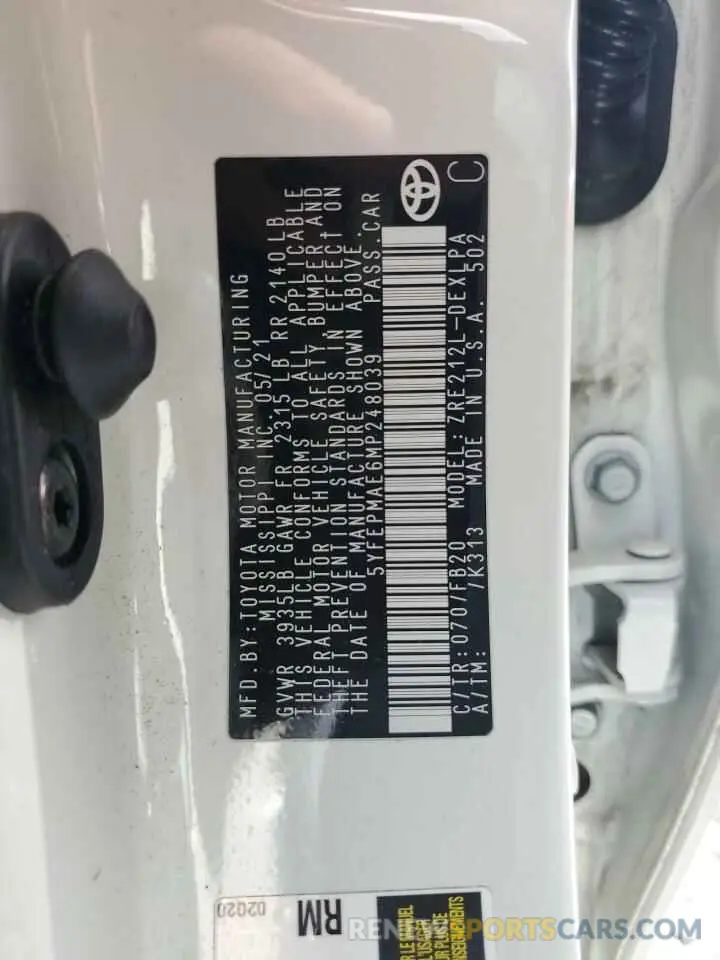 MFD.BY:TOYOTA MOTOR MANUFACTURING
MISSISSIPPI INC. 05/21
GVWR 3935LB GAWR FR 2315 LB RR 2140LB
THIS VEHICLE CONFORMS TO ALL APPLICABLE
FEDERAL MOTOR VEHICLE SAFETY, BUMPER AND
THEFT PREVENTION STANDARDS IN EFFECT ON
THE DATE OF MANUFACTURE SHOWN ABOVE.
5YFEPMAE6MP248039 PASS.CAR
C
C/TR:070/FB20 MODEL: ZRE212L-DEXLPA
A/TM: /K313 MADE IN U.S.A. 502
02020
RM